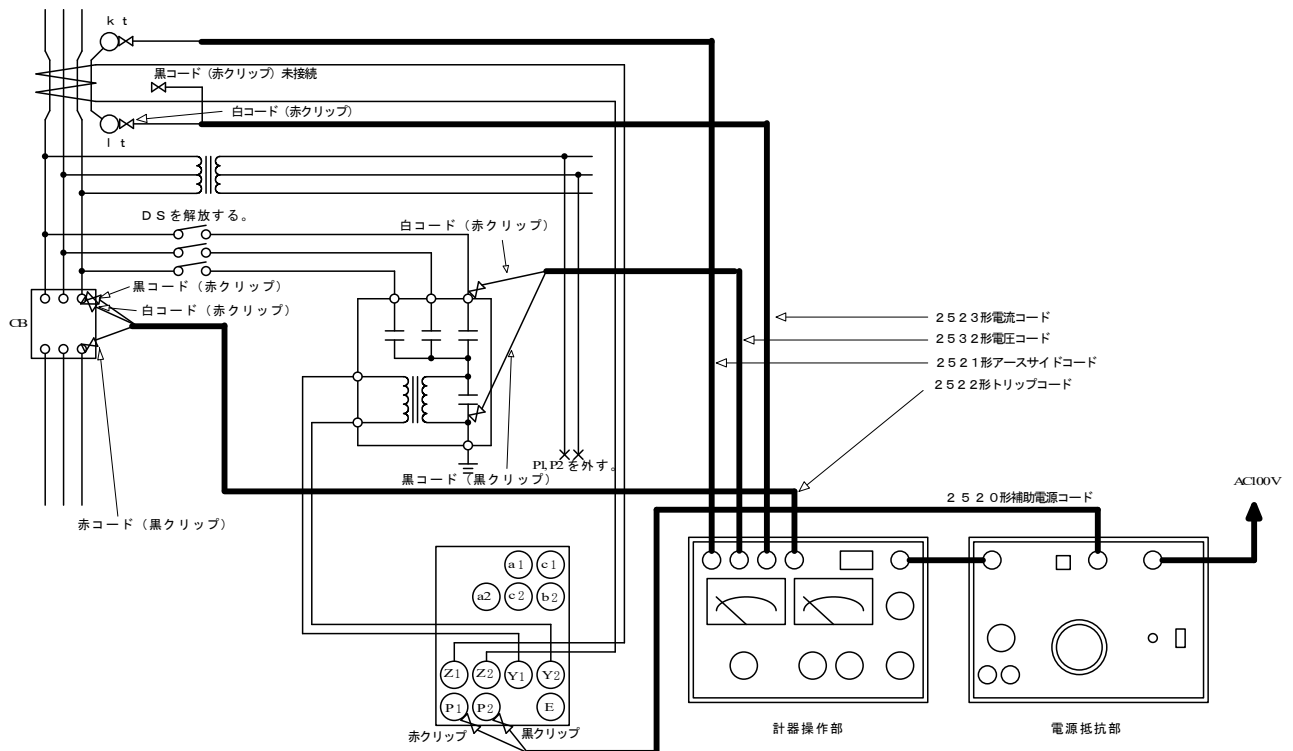 k t
黒コード（赤クリップ）未接続
白コード（赤クリップ）
l t
DSを解放する。
白コード（赤クリップ）
黒コード（赤クリップ）
白コード（赤クリップ）
CB
2523形電流コード
2532形電圧コード
2521形アースサイドコード
2522形トリップコード
P1,P2を外す。
黒コード（黒クリップ）
赤コード（黒クリップ）
2520形補助電源コード
AC100V
a1
c1
a2
c2
b2
Z1
Z2
Y1
Y2
P1
P2
E
赤クリップ
黒クリップ
計器操作部
電源抵抗部